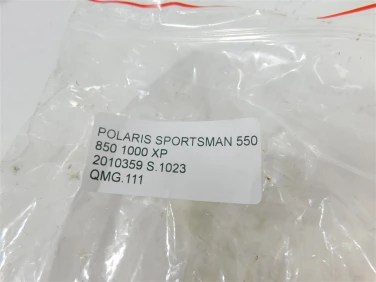 POLARIS SPORTSMAN 550
850 1000 XP
2010359 S.1023
QMG.111